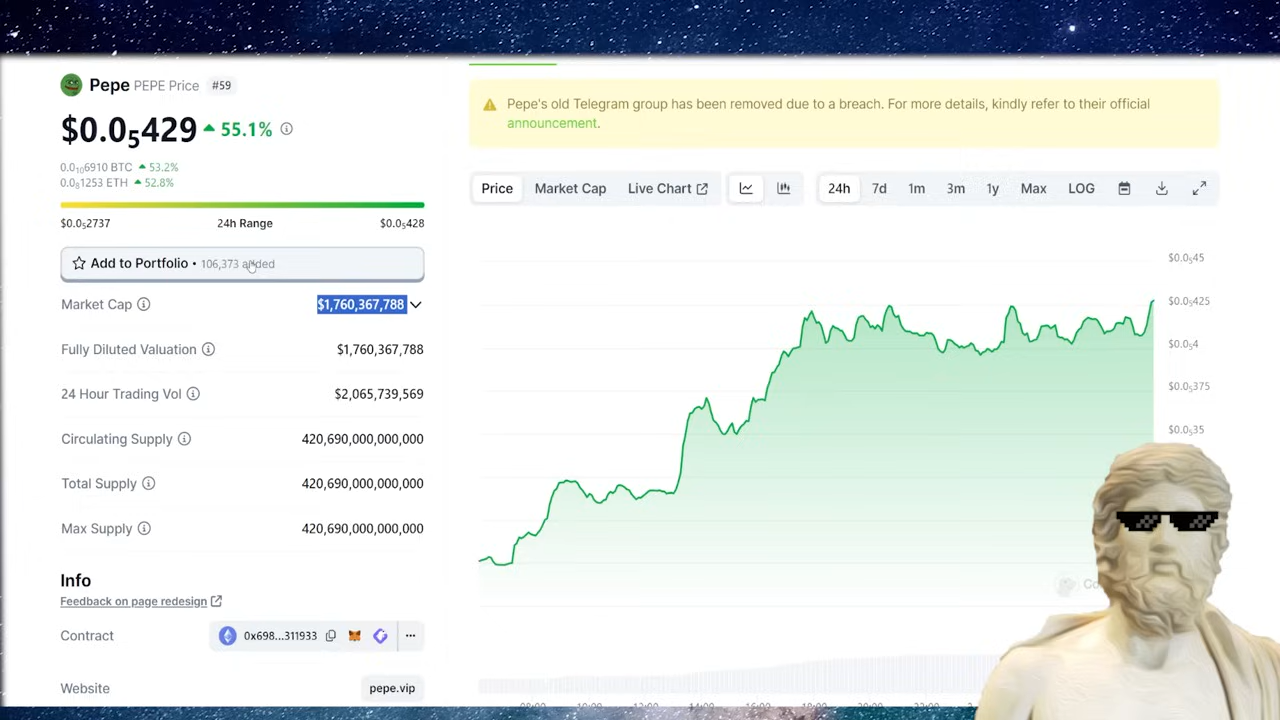 Pepe PEPE Price #59
$0.0₅429 55.1%
0.0₁₀6910 BTC 53.2%
0.0₈1253 ETH 52.8%
$0.0₅2737 24h Range $0.0₅428
Add to Portfolio • 106,373 added
Market Cap $1,760,367,788
Fully Diluted Valuation $1,760,367,788
24 Hour Trading Vol $2,065,739,569
Circulating Supply 420,690,000,000,000
Total Supply 420,690,000,000,000
Max Supply 420,690,000,000,000
Info
Feedback on page redesign
Contract 0x698...311933
Website pepe.vip
Pepe's old Telegram group has been removed due to a breach. For more details, kindly refer to their official
announcement.
Price Market Cap Live Chart 24h 7d 1m 3m 1y Max LOG
$0.0₅45
$0.0₅425
$0.0₅4
$0.0₅375
$0.0₅35